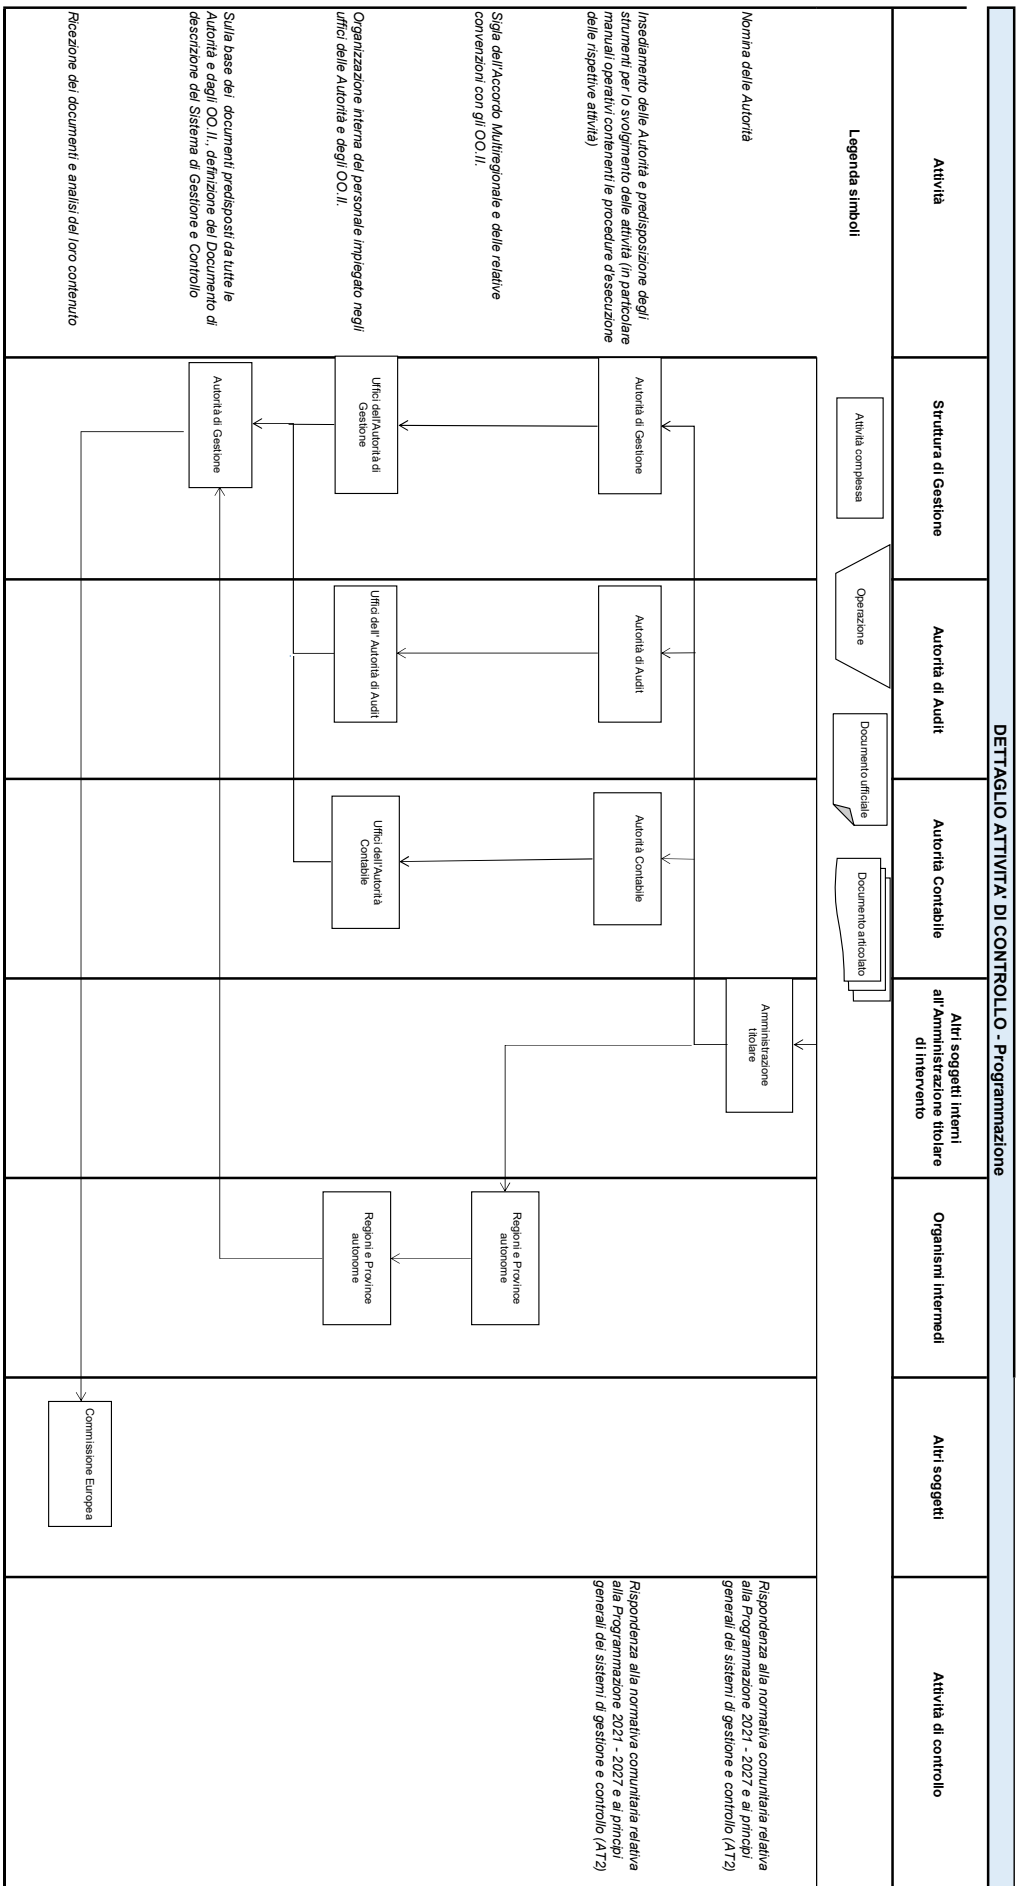 DETTAGLIO ATTIVITA' DI CONTROLLO - Programmazione
Attività
Struttura di Gestione
Autorità di Audit
Autorità Contabile
Altri soggetti interni
all'Amministrazione titolare
di intervento
Organismi intermedi
Altri soggetti
Attività di controllo
Legenda simboli
Attività complessa
Operazione
Documento ufficiale
Documento articolato
Nomina delle Autorità
Amministrazione
titolare
Rispondenza alla normativa comunitaria relativa
alla Programmazione 2021 - 2027 e ai principi
generali dei sistemi di gestione e controllo (AT2)
Insediamento delle Autorità e predisposizione degli
strumenti per lo svolgimento delle attività (in particolare
manuali operativi contenenti le procedure d'esecuzione
delle rispettive attività)
Autorità di Gestione
Autorità di Audit
Autorità Contabile
Rispondenza alla normativa comunitaria relativa
alla Programmazione 2021 - 2027 e ai principi
generali dei sistemi di gestione e controllo (AT2)
Sigla dell'Accordo Multiregionale e delle relative
convenzioni con gli OO.II.
Regioni e Province
autonome
Organizzazione interna del personale impiegato negli
uffici delle Autorità e degli OO.II.
Uffici dell'Autorità di
Gestione
Uffici dell' Autorità di Audit
Uffici dell'Autorità
Contabile
Regioni e Province
autonome
Sulla base dei documenti predisposti da tutte le
Autorità e dagli OO.II., definizione del Documento di
descrizione del Sistema di Gestione e Controllo
Autorità di Gestione
Ricezione dei documenti e analisi del loro contenuto
Commissione Europea